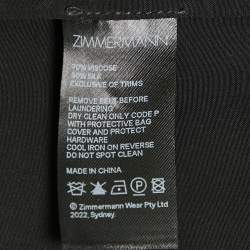 ZIMMERMANN
70% VISCOSE
30% SILK
EXCLUSIVE OF TRIMS
REMOVE BELT BEFORE
LAUNDERING
DRY CLEAN ONLY CODE P
WITH PROTECTIVE BAG
COVER AND PROTECT
HARDWARE
COOL IRON ON REVERSE
DO NOT SPOT CLEAN
MADE IN CHINA
© Zimmermann Wear Pty Ltd
2022, Sydney.